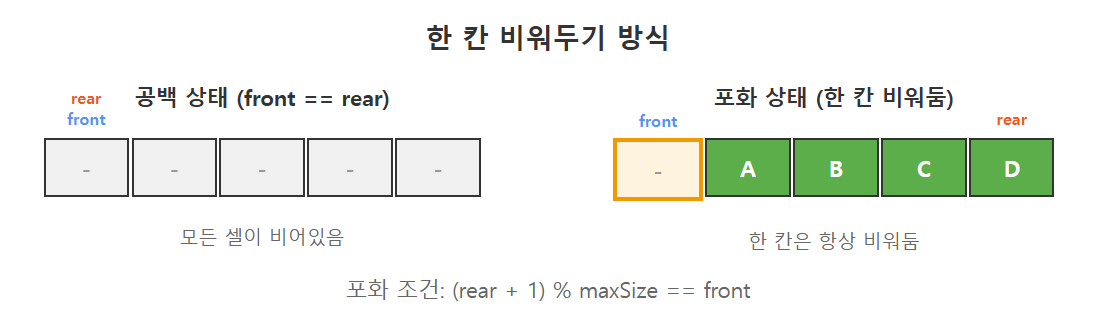 한 칸 비워두기 방식
공백 상태 (front == rear)
rear
front
- - - - -
모든 셀이 비어있음
포화 상태 (한 칸 비워둠)
front
rear
- A B C D
한 칸은 항상 비워둠
포화 조건: (rear + 1) % maxSize == front